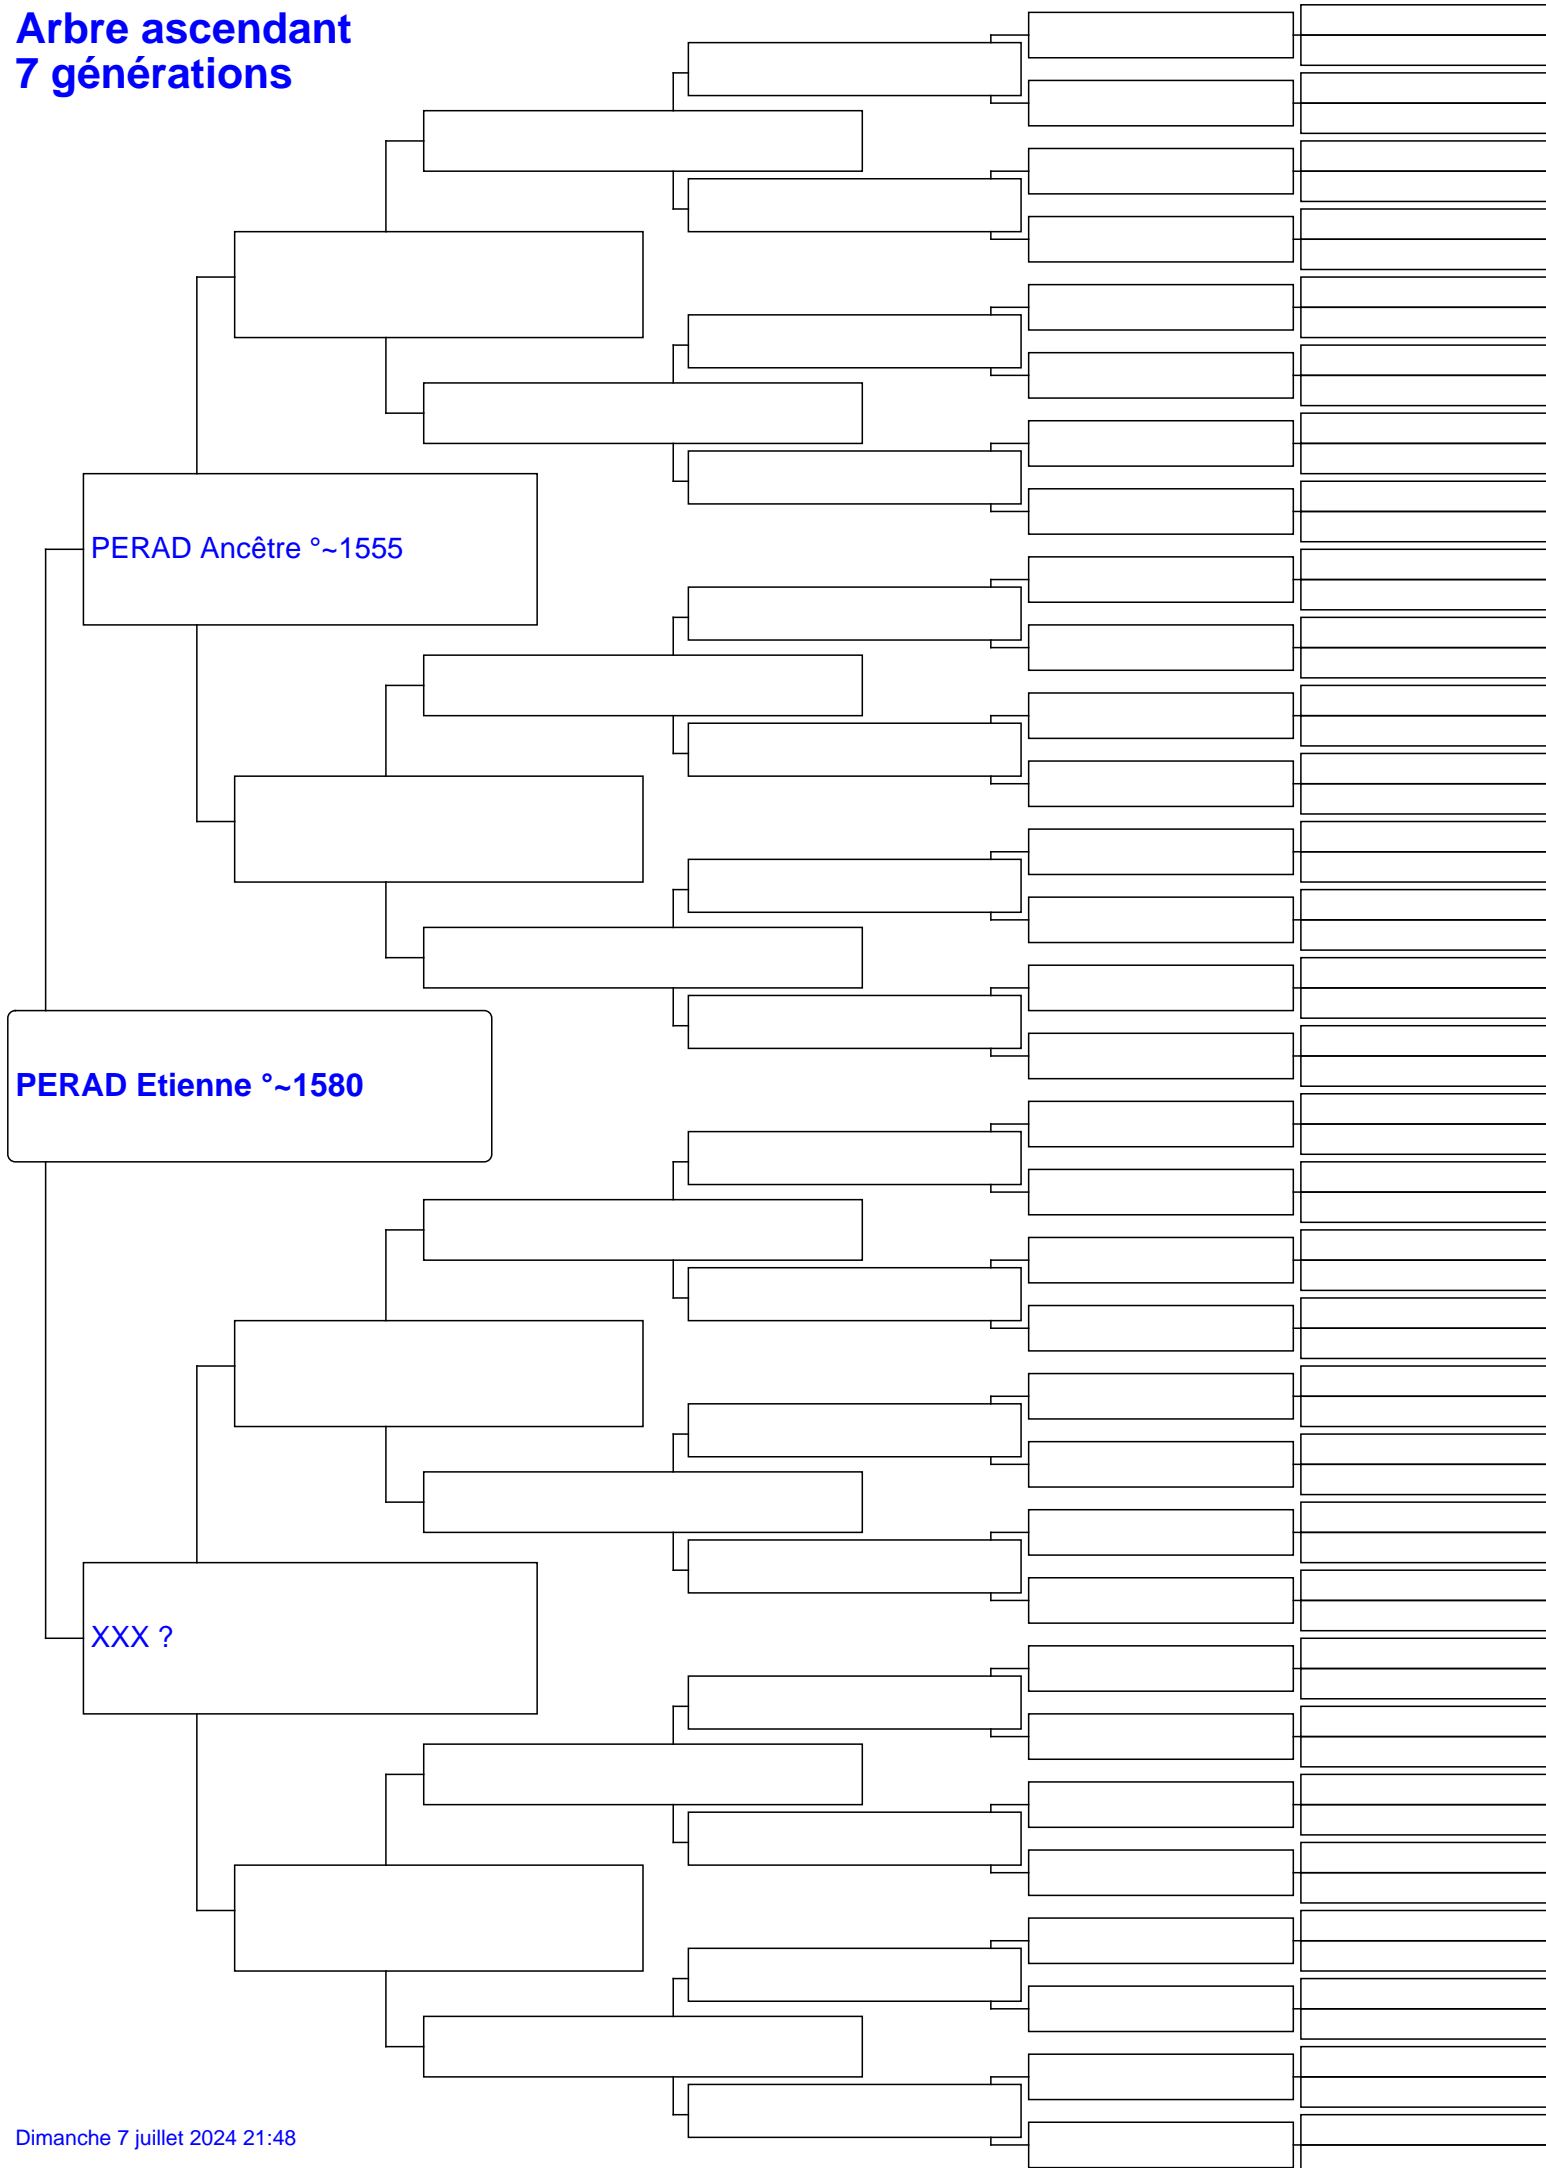 Arbre ascendant
7 générations
PERAD Ancêtre °~1555
PERAD Etienne °~1580
XXX ?
Dimanche 7 juillet 2024 21:48